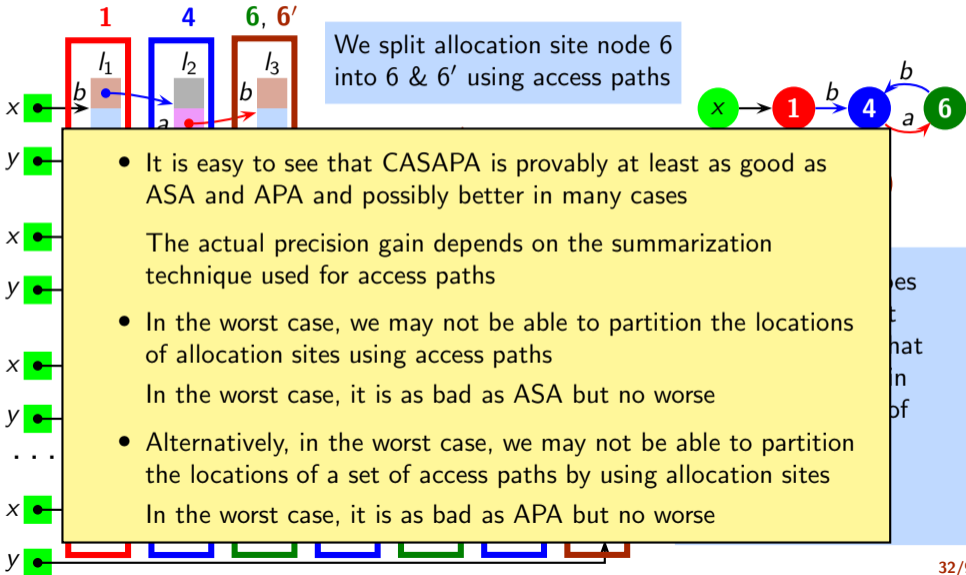 1 4 6, 6′
We split allocation site node 6
into 6 & 6′ using access paths
l₁ l₂ l₃
b b
a
x
y
x
y
x
y
. . .
x
y
x 1 b 4 b a 6
• It is easy to see that CASAPA is provably at least as good as
ASA and APA and possibly better in many cases
The actual precision gain depends on the summarization
technique used for access paths
• In the worst case, we may not be able to partition the locations
of allocation sites using access paths
In the worst case, it is as bad as ASA but no worse
• Alternatively, in the worst case, we may not be able to partition
the locations of a set of access paths by using allocation sites
In the worst case, it is as bad as APA but no worse
in
of